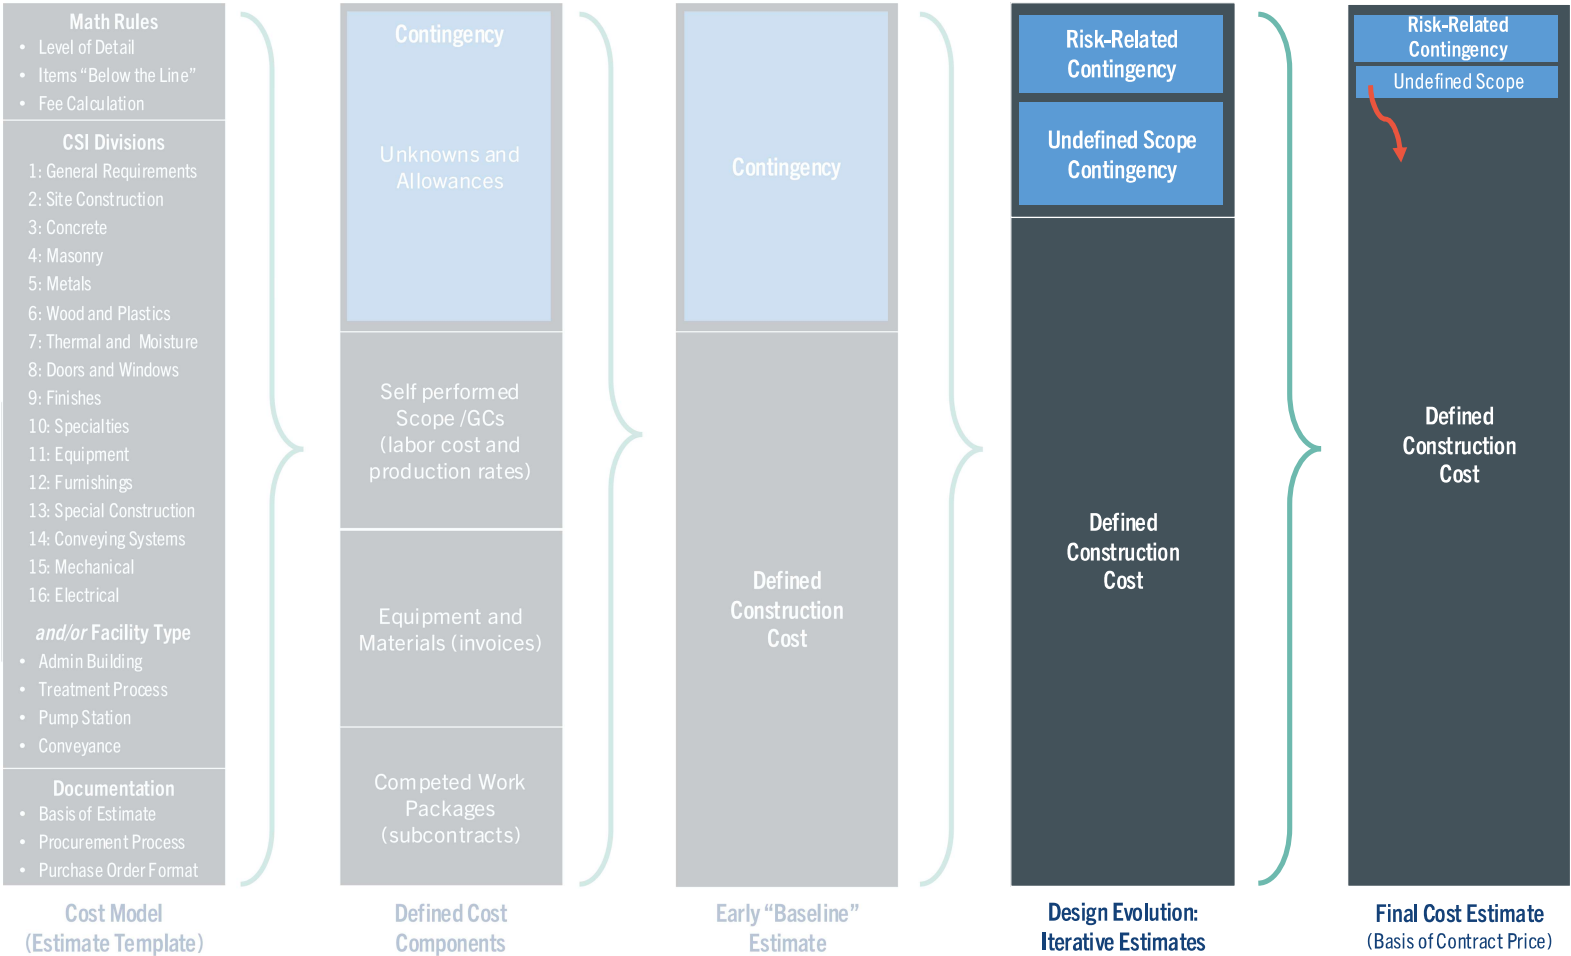 Math Rules
• Level of Detail
• Items “Below the Line”
• Fee Calculation
CSI Divisions
1: General Requirements
2: Site Construction
3: Concrete
4: Masonry
5: Metals
6: Wood and Plastics
7: Thermal and Moisture
8: Doors and Windows
9: Finishes
10: Specialties
11: Equipment
12: Furnishings
13: Special Construction
14: Conveying Systems
15: Mechanical
16: Electrical
and/or Facility Type
• Admin Building
• Treatment Process
• Pump Station
• Conveyance
Documentation
• Basis of Estimate
• Procurement Process
• Purchase Order Format
Cost Model
(Estimate Template)
Contingency
Unknowns and
Allowances
Self performed
Scope /GCs
(labor cost and
production rates)
Equipment and
Materials (invoices)
Competed Work
Packages
(subcontracts)
Defined Cost
Components
Contingency
Defined
Construction
Cost
Early “Baseline”
Estimate
Risk-Related
Contingency
Undefined Scope
Contingency
Defined
Construction
Cost
Design Evolution:
Iterative Estimates
Risk-Related
Contingency
Undefined Scope
Defined
Construction
Cost
Final Cost Estimate
(Basis of Contract Price)